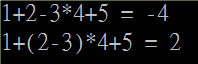 1+2-3*4+5 = -4
1+(2-3)*4+5 = 2